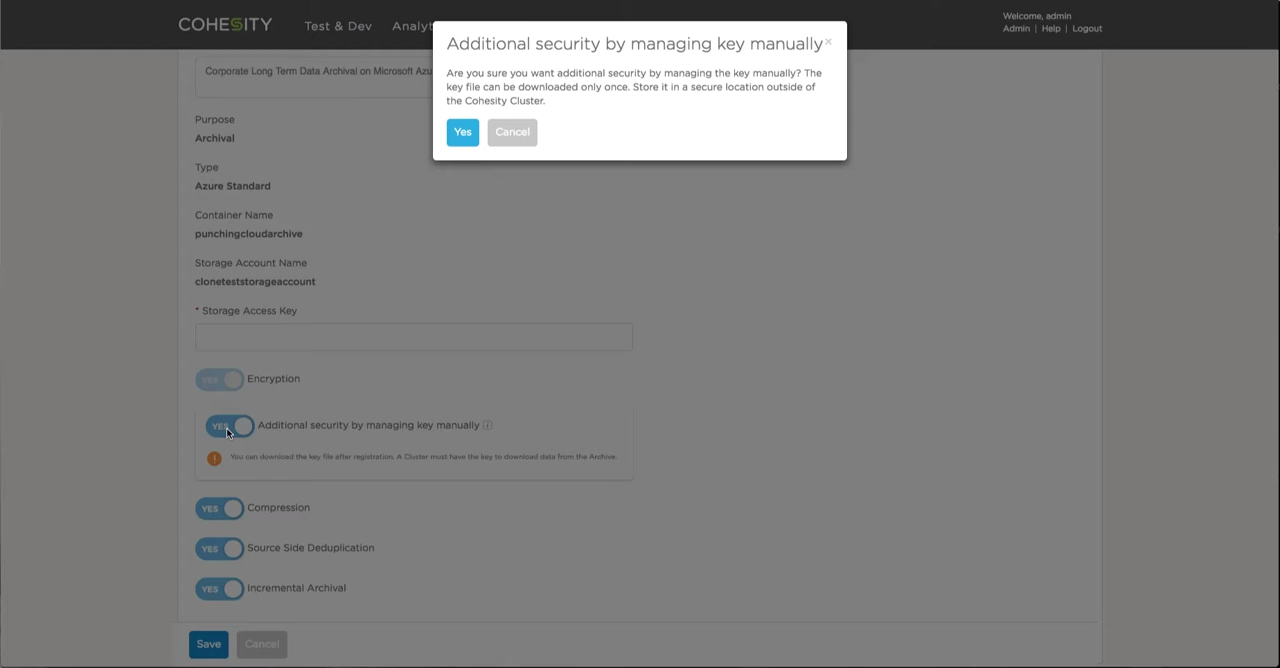 COHESITY
Test & Dev
Analyt
Welcome, admin
Admin | Help | Logout
Additional security by managing key manually ×
Are you sure you want additional security by managing the key manually? The
key file can be downloaded only once. Store it in a secure location outside of
the Cohesity Cluster.
Yes
Cancel
Corporate Long Term Data Archival on Microsoft Azu
Purpose
Archival
Type
Azure Standard
Container Name
punchingcloudarchive
Storage Account Name
cloneteststorageaccount
* Storage Access Key
YES Encryption
YES Additional security by managing key manually i
! You can download the key file after registration. A Cluster must have the key to download data from the Archive.
YES Compression
YES Source Side Deduplication
YES Incremental Archival
Save
Cancel